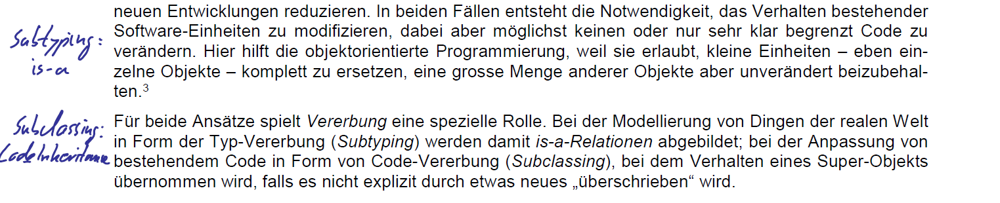 neuen Entwicklungen reduzieren. In beiden Fällen entsteht die Notwendigkeit, das Verhalten bestehender
Software-Einheiten zu modifizieren, dabei aber möglichst keinen oder nur sehr klar begrenzt Code zu
verändern. Hier hilft die objektorientierte Programmierung, weil sie erlaubt, kleine Einheiten – eben ein-
zelne Objekte – komplett zu ersetzen, eine grosse Menge anderer Objekte aber unverändert beizubehal-
ten.³
Subtyping:
is-a
Für beide Ansätze spielt Vererbung eine spezielle Rolle. Bei der Modellierung von Dingen der realen Welt
in Form der Typ-Vererbung (Subtyping) werden damit is-a-Relationen abgebildet; bei der Anpassung von
bestehendem Code in Form von Code-Vererbung (Subclassing), bei dem Verhalten eines Super-Objekts
übernommen wird, falls es nicht explizit durch etwas neues „überschrieben“ wird.
Subclassing:
CodeInheritance